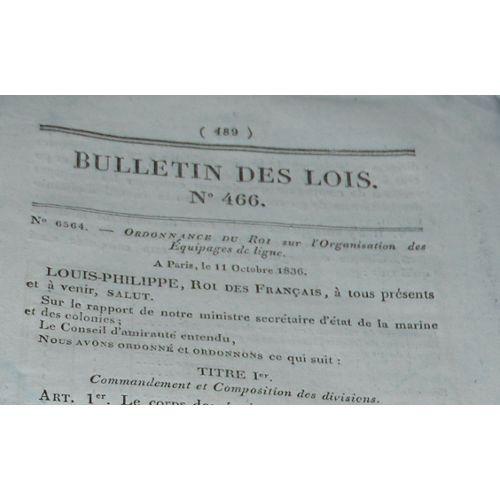 ( 489 )
BULLETIN DES LOIS.
N° 466.
N° 6564. — ORDONNANCE DU ROI sur l'Organisation des
Équipages de ligne.
A Paris, le 11 Octobre 1836.
LOUIS-PHILIPPE, ROI DES FRANÇAIS, à tous présents
et à venir, SALUT.
Sur le rapport de notre ministre secrétaire d'état de la marine
et des colonies;
Le Conseil d'amirauté entendu,
NOUS AVONS ORDONNÉ et ORDONNONS ce qui suit :
TITRE Ier.
Commandement et Composition des divisions.
ART. 1er. Le corps des